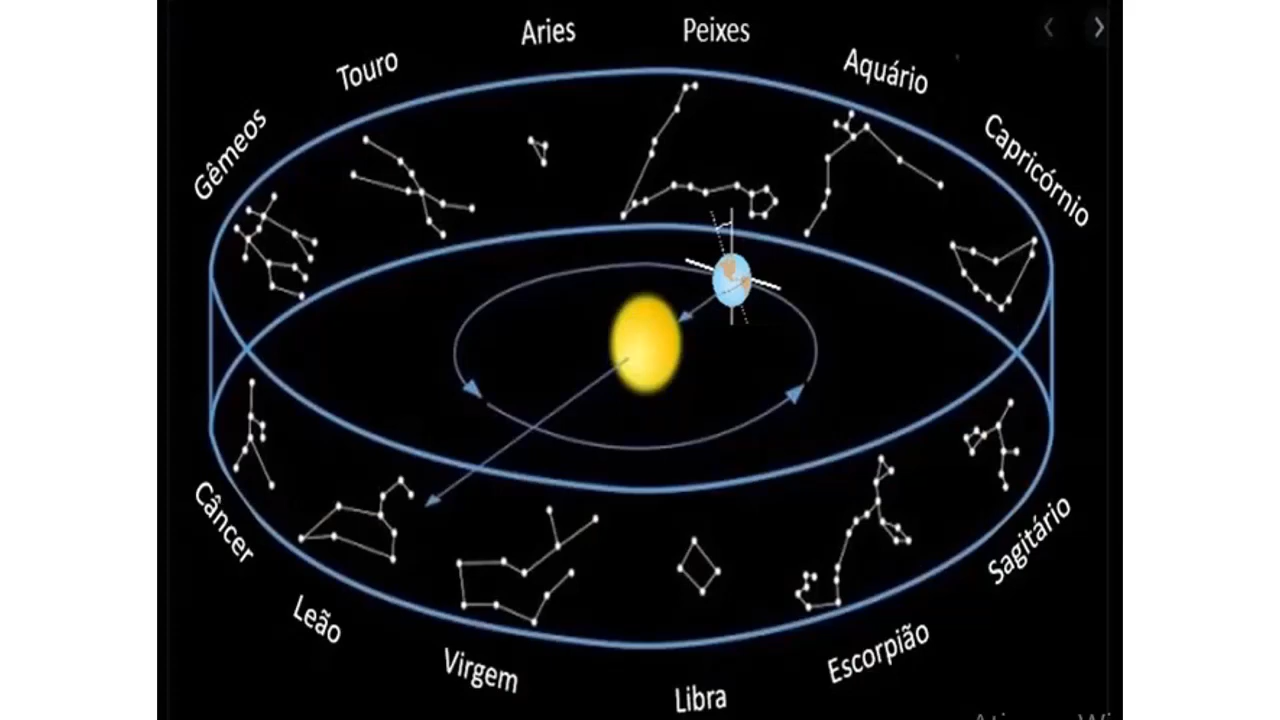 Aries
Peixes
Touro
Aquário
Gêmeos
Capricórnio
Câncer
Sagitário
Leão
Escorpião
Virgem
Libra